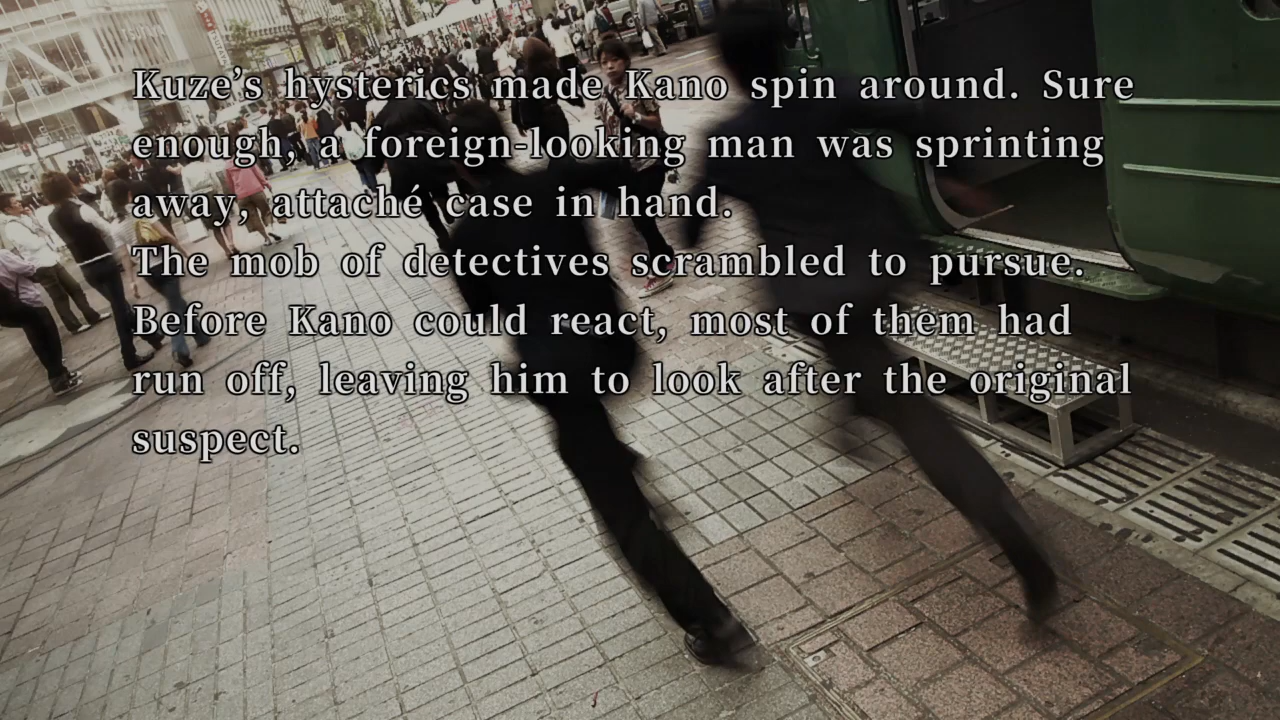 Kuze’s hysterics made Kano spin around. Sure
enough, a foreign-looking man was sprinting
away, attaché case in hand.
The mob of detectives scrambled to pursue.
Before Kano could react, most of them had
run off, leaving him to look after the original
suspect.